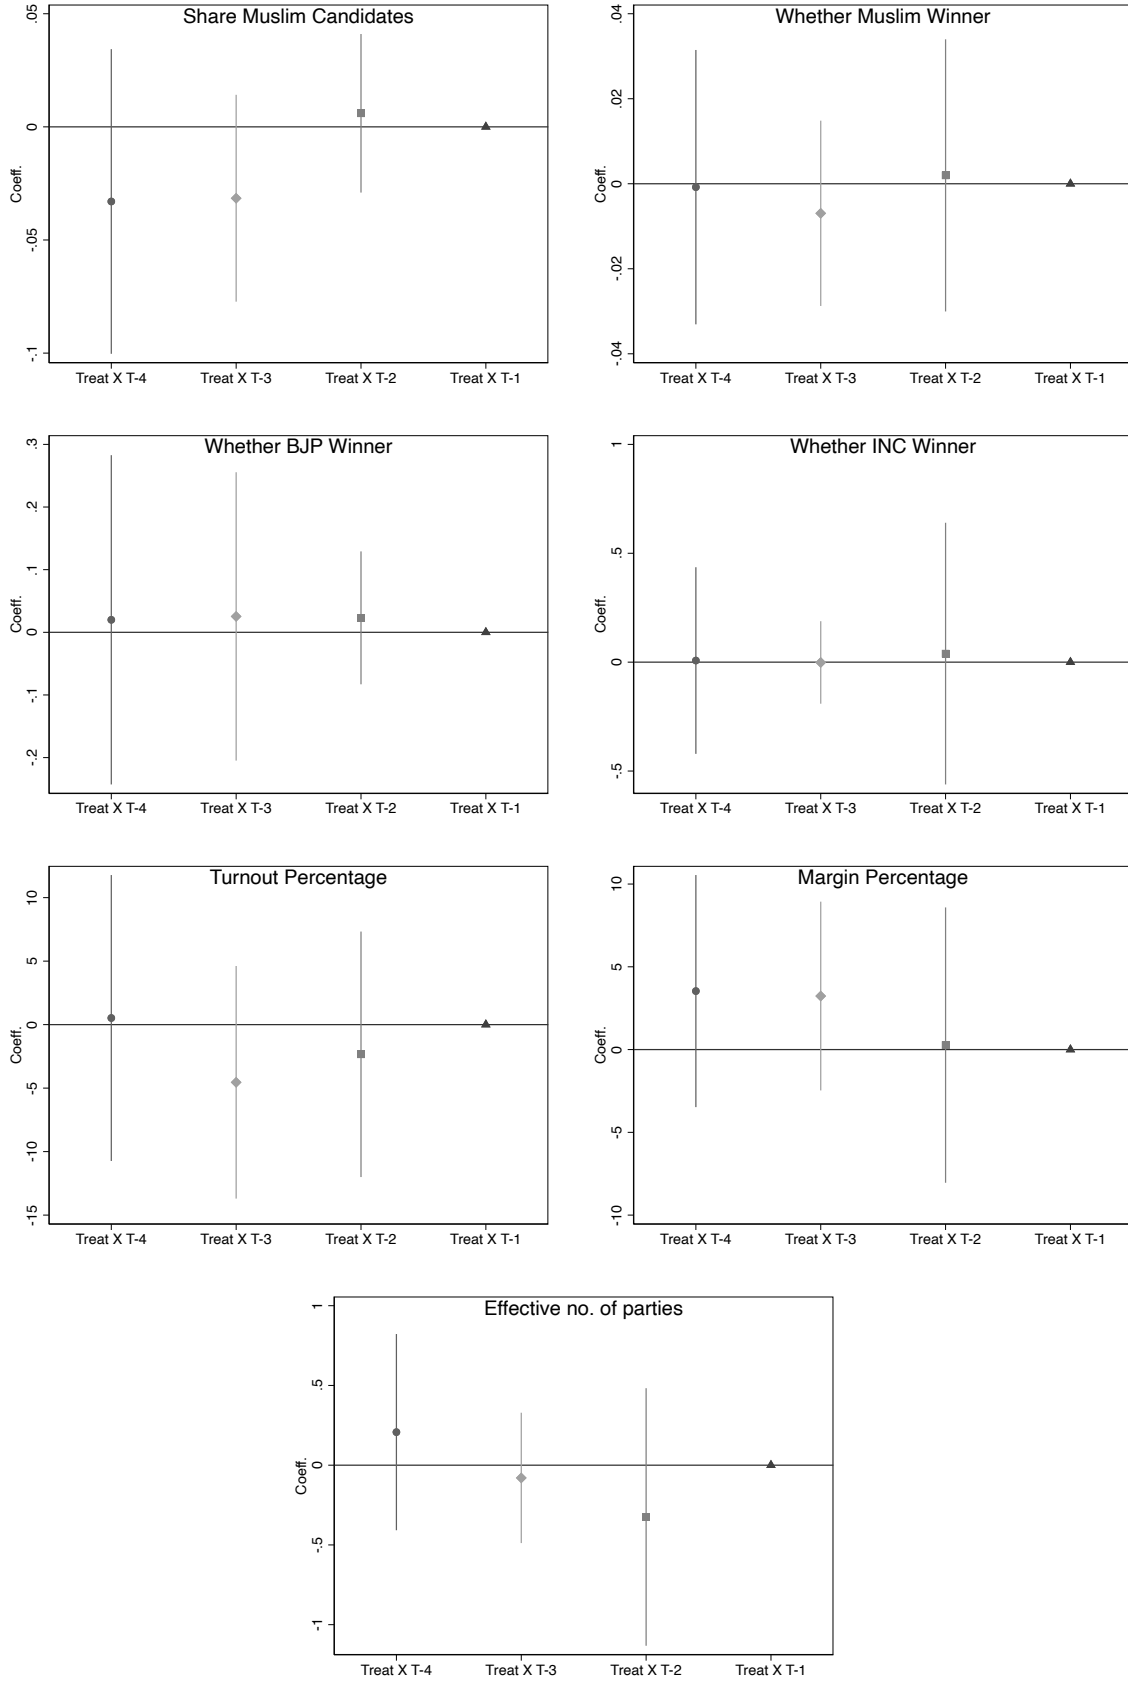 Share Muslim Candidates
Coeff.
.05
0
-.05
-.1
Treat X T-4 Treat X T-3 Treat X T-2 Treat X T-1
Whether Muslim Winner
Coeff.
.04
.02
0
-.02
-.04
Treat X T-4 Treat X T-3 Treat X T-2 Treat X T-1
Whether BJP Winner
Coeff.
.3
.2
.1
0
-.1
-.2
Treat X T-4 Treat X T-3 Treat X T-2 Treat X T-1
Whether INC Winner
Coeff.
1
.5
0
-.5
Treat X T-4 Treat X T-3 Treat X T-2 Treat X T-1
Turnout Percentage
Coeff.
10
5
0
-5
-10
-15
Treat X T-4 Treat X T-3 Treat X T-2 Treat X T-1
Margin Percentage
Coeff.
10
5
0
-5
-10
Treat X T-4 Treat X T-3 Treat X T-2 Treat X T-1
Effective no. of parties
Coeff.
1
.5
0
-.5
-1
Treat X T-4 Treat X T-3 Treat X T-2 Treat X T-1